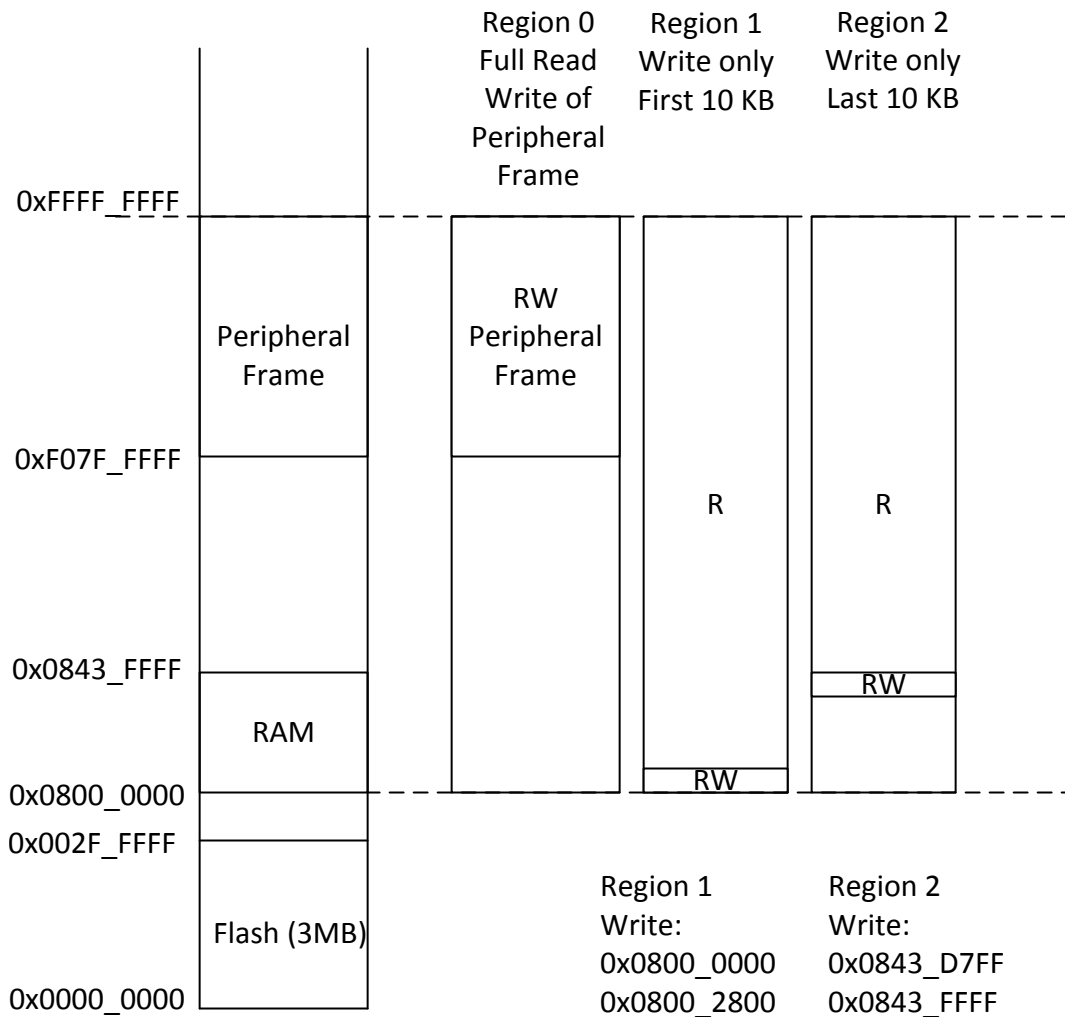 Region 0
Full Read
Write of
Peripheral
Frame
Region 1
Write only
First 10 KB
Region 2
Write only
Last 10 KB
0xFFFF_FFFF
Peripheral
Frame
RW
Peripheral
Frame
0xF07F_FFFF
R
R
0x0843_FFFF
RW
RAM
RW
0x0800_0000
0x002F_FFFF
Flash (3MB)
0x0000_0000
Region 1
Write:
0x0800_0000
0x0800_2800
Region 2
Write:
0x0843_D7FF
0x0843_FFFF